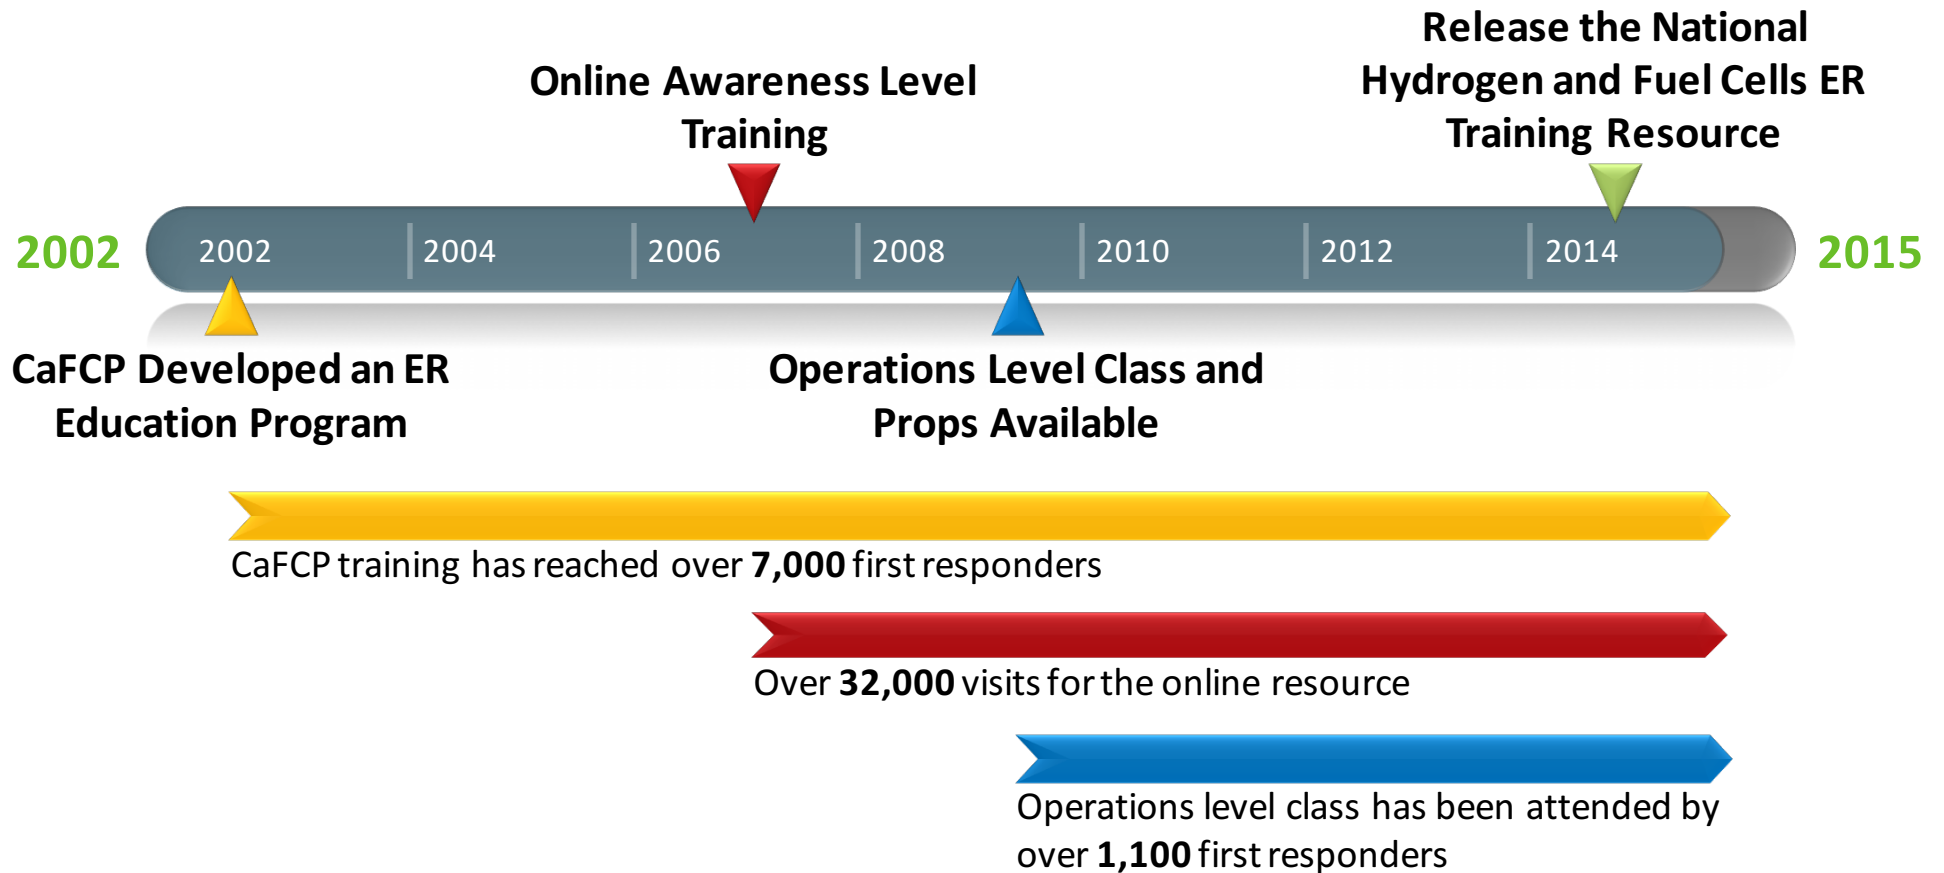 Release the National
Hydrogen and Fuel Cells ER
Training Resource
Online Awareness Level
Training
2002
2002
2004
2006
2008
2010
2012
2014
2015
CaFCP Developed an ER
Education Program
Operations Level Class and
Props Available
CaFCP training has reached over 7,000 first responders
Over 32,000 visits for the online resource
Operations level class has been attended by
over 1,100 first responders